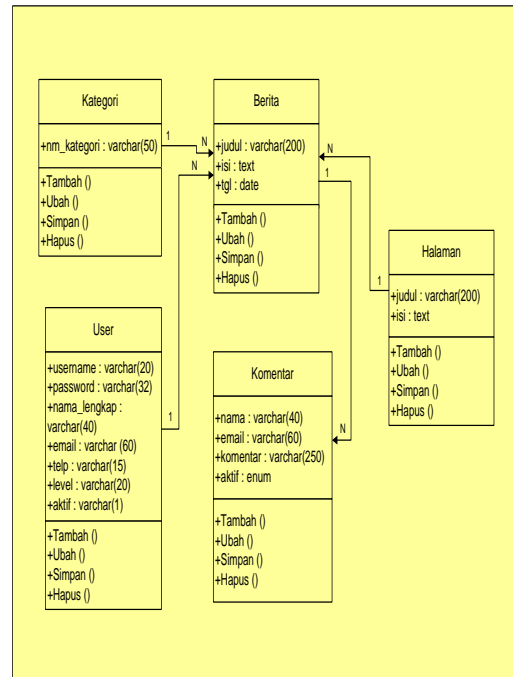 Kategori
+nm_kategori : varchar(50)
+Tambah ()
+Ubah ()
+Simpan ()
+Hapus ()
1
N
N
Berita
+judul : varchar(200)
+isi : text
+tgl : date
+Tambah ()
+Ubah ()
+Simpan ()
+Hapus ()
N
1
Halaman
+judul : varchar(200)
+isi : text
+Tambah ()
+Ubah ()
+Simpan ()
+Hapus ()
1
User
+username : varchar(20)
+password : varchar(32)
+nama_lengkap :
varchar(40)
+email : varchar (60)
+telp : varchar(15)
+level : varchar(20)
+aktif : varchar(1)
+Tambah ()
+Ubah ()
+Simpan ()
+Hapus ()
1
Komentar
+nama : varchar(40)
+email : varchar(60)
+komentar : varchar(250)
+aktif : enum
+Tambah ()
+Ubah ()
+Simpan ()
+Hapus ()
N